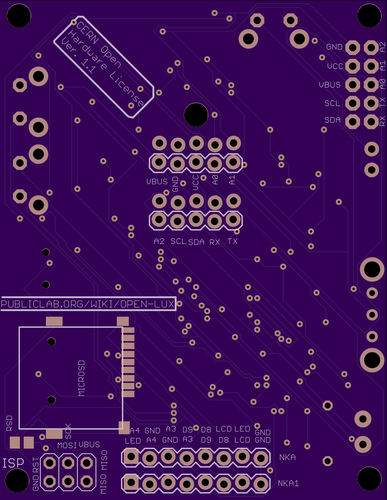 CERN Open
Hardware License
Ver. 1.1
GND A2
VCC A1
VBUS A0
SCL TX
SDA RX
VBUS GND VCC A0 A1
A2 SCL SDA RX TX
PUBLICLAB.ORG/WIKI/OPEN-LUX
MICROSD
RSD
SCK
A4 GND A3 D9 D8 LCD LED
GND
LED A4 GND A3 D9 D8 LCD LED GND
MOSI VBUS
ISP
GND RST
MISO MISO
NKA
NKA1